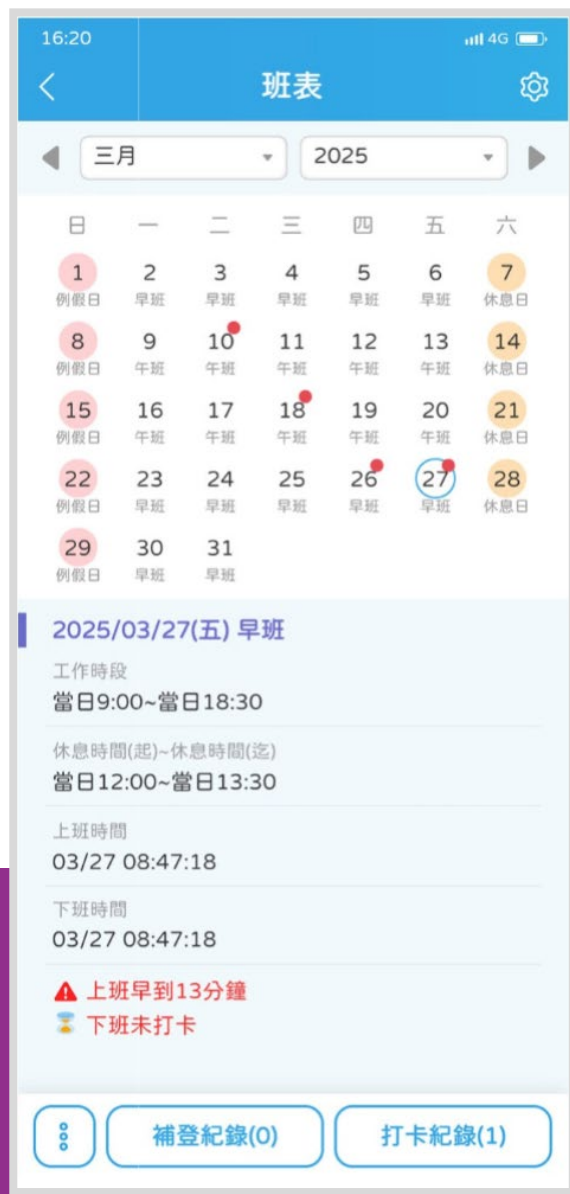 16:20 4G
班表
三月 2025
日 一 二 三 四 五 六
1 2 3 4 5 6 7
例假日 早班 早班 早班 早班 早班 休息日
8 9 10 11 12 13 14
例假日 午班 午班 午班 午班 午班 休息日
15 16 17 18 19 20 21
例假日 午班 午班 午班 午班 午班 休息日
22 23 24 25 26 27 28
例假日 早班 早班 早班 早班 早班 休息日
29 30 31
例假日 早班 早班
2025/03/27(五) 早班
工作時段
當日9:00~當日18:30
休息時間(起)~休息時間(迄)
當日12:00~當日13:30
上班時間
03/27 08:47:18
下班時間
03/27 08:47:18
上班早到13分鐘
下班未打卡
補登紀錄(0) 打卡紀錄(1)